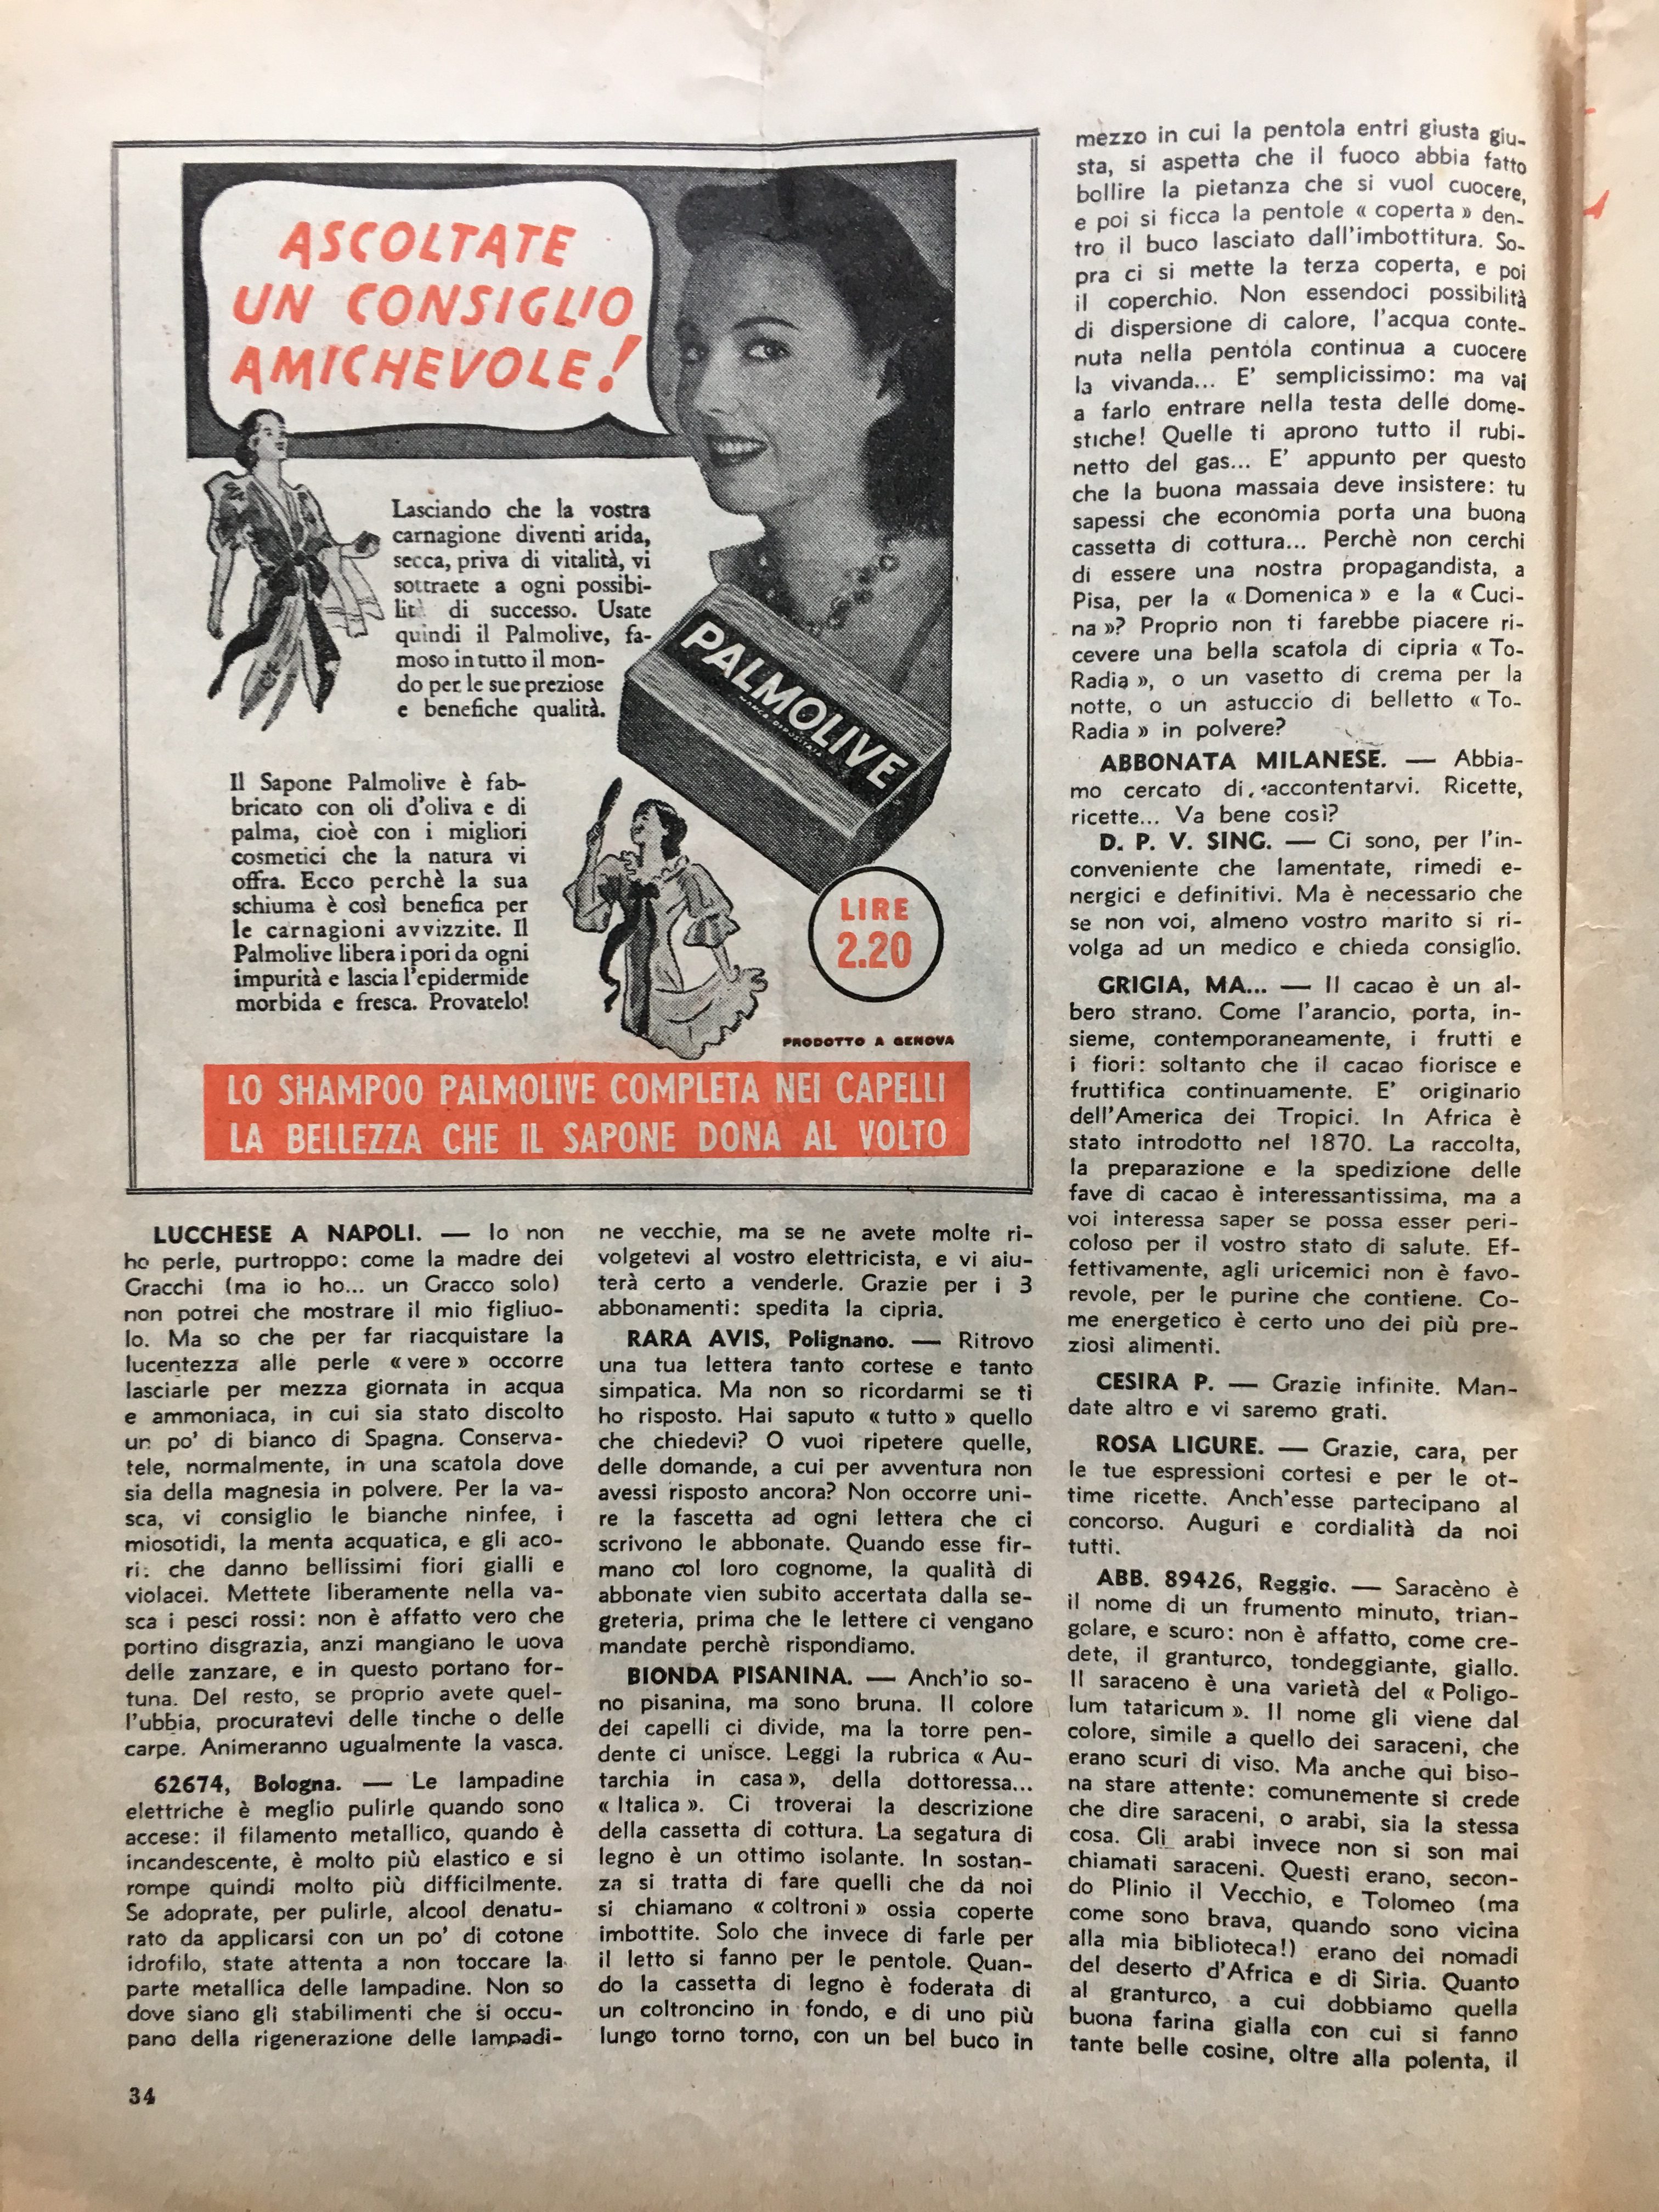 ASCOLTATE
UN CONSIGLIO
AMICHEVOLE!
Lasciando che la vostra
carnagione diventi arida,
secca, priva di vitalità, vi
sottraete a ogni possibi-
lità di successo. Usate
quindi il Palmolive, fa-
moso in tutto il mon-
do per le sue preziose
e benefiche qualità.
PALMOLIVE
MARCA DEPOSITATA
Il Sapone Palmolive è fab-
bricato con oli d'oliva e di
palma, cioè con i migliori
cosmetici che la natura vi
offra. Ecco perchè la sua
schiuma è così benefica per
le carnagioni avvizzite. Il
Palmolive libera i pori da ogni
impurità e lascia l'epidermide
morbida e fresca. Provatelo!
LIRE
2.20
PRODOTTO A GENOVA
LO SHAMPOO PALMOLIVE COMPLETA NEI CAPELLI
LA BELLEZZA CHE IL SAPONE DONA AL VOLTO
LUCCHESE A NAPOLI. — Io non
ho perle, purtroppo: come la madre dei
Gracchi (ma io ho... un Gracco solo)
non potrei che mostrare il mio figliuo-
lo. Ma so che per far riacquistare la
lucentezza alle perle « vere » occorre
lasciarle per mezza giornata in acqua
e ammoniaca, in cui sia stato discolto
un po' di bianco di Spagna. Conserva-
tele, normalmente, in una scatola dove
sia della magnesia in polvere. Per la va-
sca, vi consiglio le bianche ninfee, i
miosotidi, la menta acquatica, e gli aco-
ri: che danno bellissimi fiori gialli e
violacei. Mettete liberamente nella va-
sca i pesci rossi: non è affatto vero che
portino disgrazia, anzi mangiano le uova
delle zanzare, e in questo portano for-
tuna. Del resto, se proprio avete quel-
l'ubbia, procuratevi delle tinche o delle
carpe. Animeranno ugualmente la vasca.
62674, Bologna. — Le lampadine
elettriche è meglio pulirle quando sono
accese: il filamento metallico, quando è
incandescente, è molto più elastico e si
rompe quindi molto più difficilmente.
Se adoprate, per pulirle, alcool denatu-
rato da applicarsi con un po' di cotone
idrofilo, state attenta a non toccare la
parte metallica delle lampadine. Non so
dove siano gli stabilimenti che si occu-
pano della rigenerazione delle lampadi-
ne vecchie, ma se ne avete molte ri-
volgetevi al vostro elettricista, e vi aiu-
terà certo a venderle. Grazie per i 3
abbonamenti: spedita la cipria.
RARA AVIS, Polignano. — Ritrovo
una tua lettera tanto cortese e tanto
simpatica. Ma non so ricordarmi se ti
ho risposto. Hai saputo « tutto » quello
che chiedevi? O vuoi ripetere quelle,
delle domande, a cui per avventura non
avessi risposto ancora? Non occorre uni-
re la fascetta ad ogni lettera che ci
scrivono le abbonate. Quando esse fir-
mano col loro cognome, la qualità di
abbonate vien subito accertata dalla se-
greteria, prima che le lettere ci vengano
mandate perchè rispondiamo.
BIONDA PISANINA. — Anch'io so-
no pisanina, ma sono bruna. Il colore
dei capelli ci divide, ma la torre pen-
dente ci unisce. Leggi la rubrica « Au-
tarchia in casa », della dottoressa...
« Italica ». Ci troverai la descrizione
della cassetta di cottura. La segatura di
legno è un ottimo isolante. In sostan-
za si tratta di fare quelli che da noi
si chiamano « coltroni » ossia coperte
imbottite. Solo che invece di farle per
il letto si fanno per le pentole. Quan-
do la cassetta di legno è foderata di
un coltroncino in fondo, e di uno più
lungo torno torno, con un bel buco in
mezzo in cui la pentola entri giusta giu-
sta, si aspetta che il fuoco abbia fatto
bollire la pietanza che si vuol cuocere,
e poi si ficca la pentole « coperta » den-
tro il buco lasciato dall'imbottitura. So-
pra ci si mette la terza coperta, e poi
il coperchio. Non essendoci possibilità
di dispersione di calore, l'acqua conte-
nuta nella pentola continua a cuocere
la vivanda... E' semplicissimo: ma vai
a farlo entrare nella testa delle dome-
stiche! Quelle ti aprono tutto il rubi-
netto del gas... E' appunto per questo
che la buona massaia deve insistere: tu
sapessi che economia porta una buona
cassetta di cottura... Perchè non cerchi
di essere una nostra propagandista, a
Pisa, per la « Domenica » e la « Cuci-
na »? Proprio non ti farebbe piacere ri-
cevere una bella scatola di cipria « To-
Radia », o un vasetto di crema per la
notte, o un astuccio di belletto « To-
Radia » in polvere?
ABBONATA MILANESE. — Abbia-
mo cercato di accontentarvi. Ricette,
ricette... Va bene così?
D. P. V. SING. — Ci sono, per l'in-
conveniente che lamentate, rimedi e-
nergici e definitivi. Ma è necessario che
se non voi, almeno vostro marito si ri-
volga ad un medico e chieda consiglio.
GRIGIA, MA... — Il cacao è un al-
bero strano. Come l'arancio, porta, in-
sieme, contemporaneamente, i frutti e
i fiori: soltanto che il cacao fiorisce e
fruttifica continuamente. E' originario
dell'America dei Tropici. In Africa è
stato introdotto nel 1870. La raccolta,
la preparazione e la spedizione delle
fave di cacao è interessantissima, ma a
voi interessa saper se possa esser peri-
coloso per il vostro stato di salute. Ef-
fettivamente, agli uricemici non è favo-
revole, per le purine che contiene. Co-
me energetico è certo uno dei più pre-
ziosi alimenti.
CESIRA P. — Grazie infinite. Man-
date altro e vi saremo grati.
ROSA LIGURE. — Grazie, cara, per
le tue espressioni cortesi e per le ot-
time ricette. Anch'esse partecipano al
concorso. Auguri e cordialità da noi
tutti.
ABB. 89426, Reggio. — Saracèno è
il nome di un frumento minuto, trian-
golare, e scuro: non è affatto, come cre-
dete, il granturco, tondeggiante, giallo.
Il saraceno è una varietà del « Poligo-
lum tataricum ». Il nome gli viene dal
colore, simile a quello dei saraceni, che
erano scuri di viso. Ma anche qui biso-
na stare attente: comunemente si crede
che dire saraceni, o arabi, sia la stessa
cosa. Gli arabi invece non si son mai
chiamati saraceni. Questi erano, secon-
do Plinio il Vecchio, e Tolomeo (ma
come sono brava, quando sono vicina
alla mia biblioteca!) erano dei nomadi
del deserto d'Africa e di Siria. Quanto
al granturco, a cui dobbiamo quella
buona farina gialla con cui si fanno
tante belle cosine, oltre alla polenta, il
34